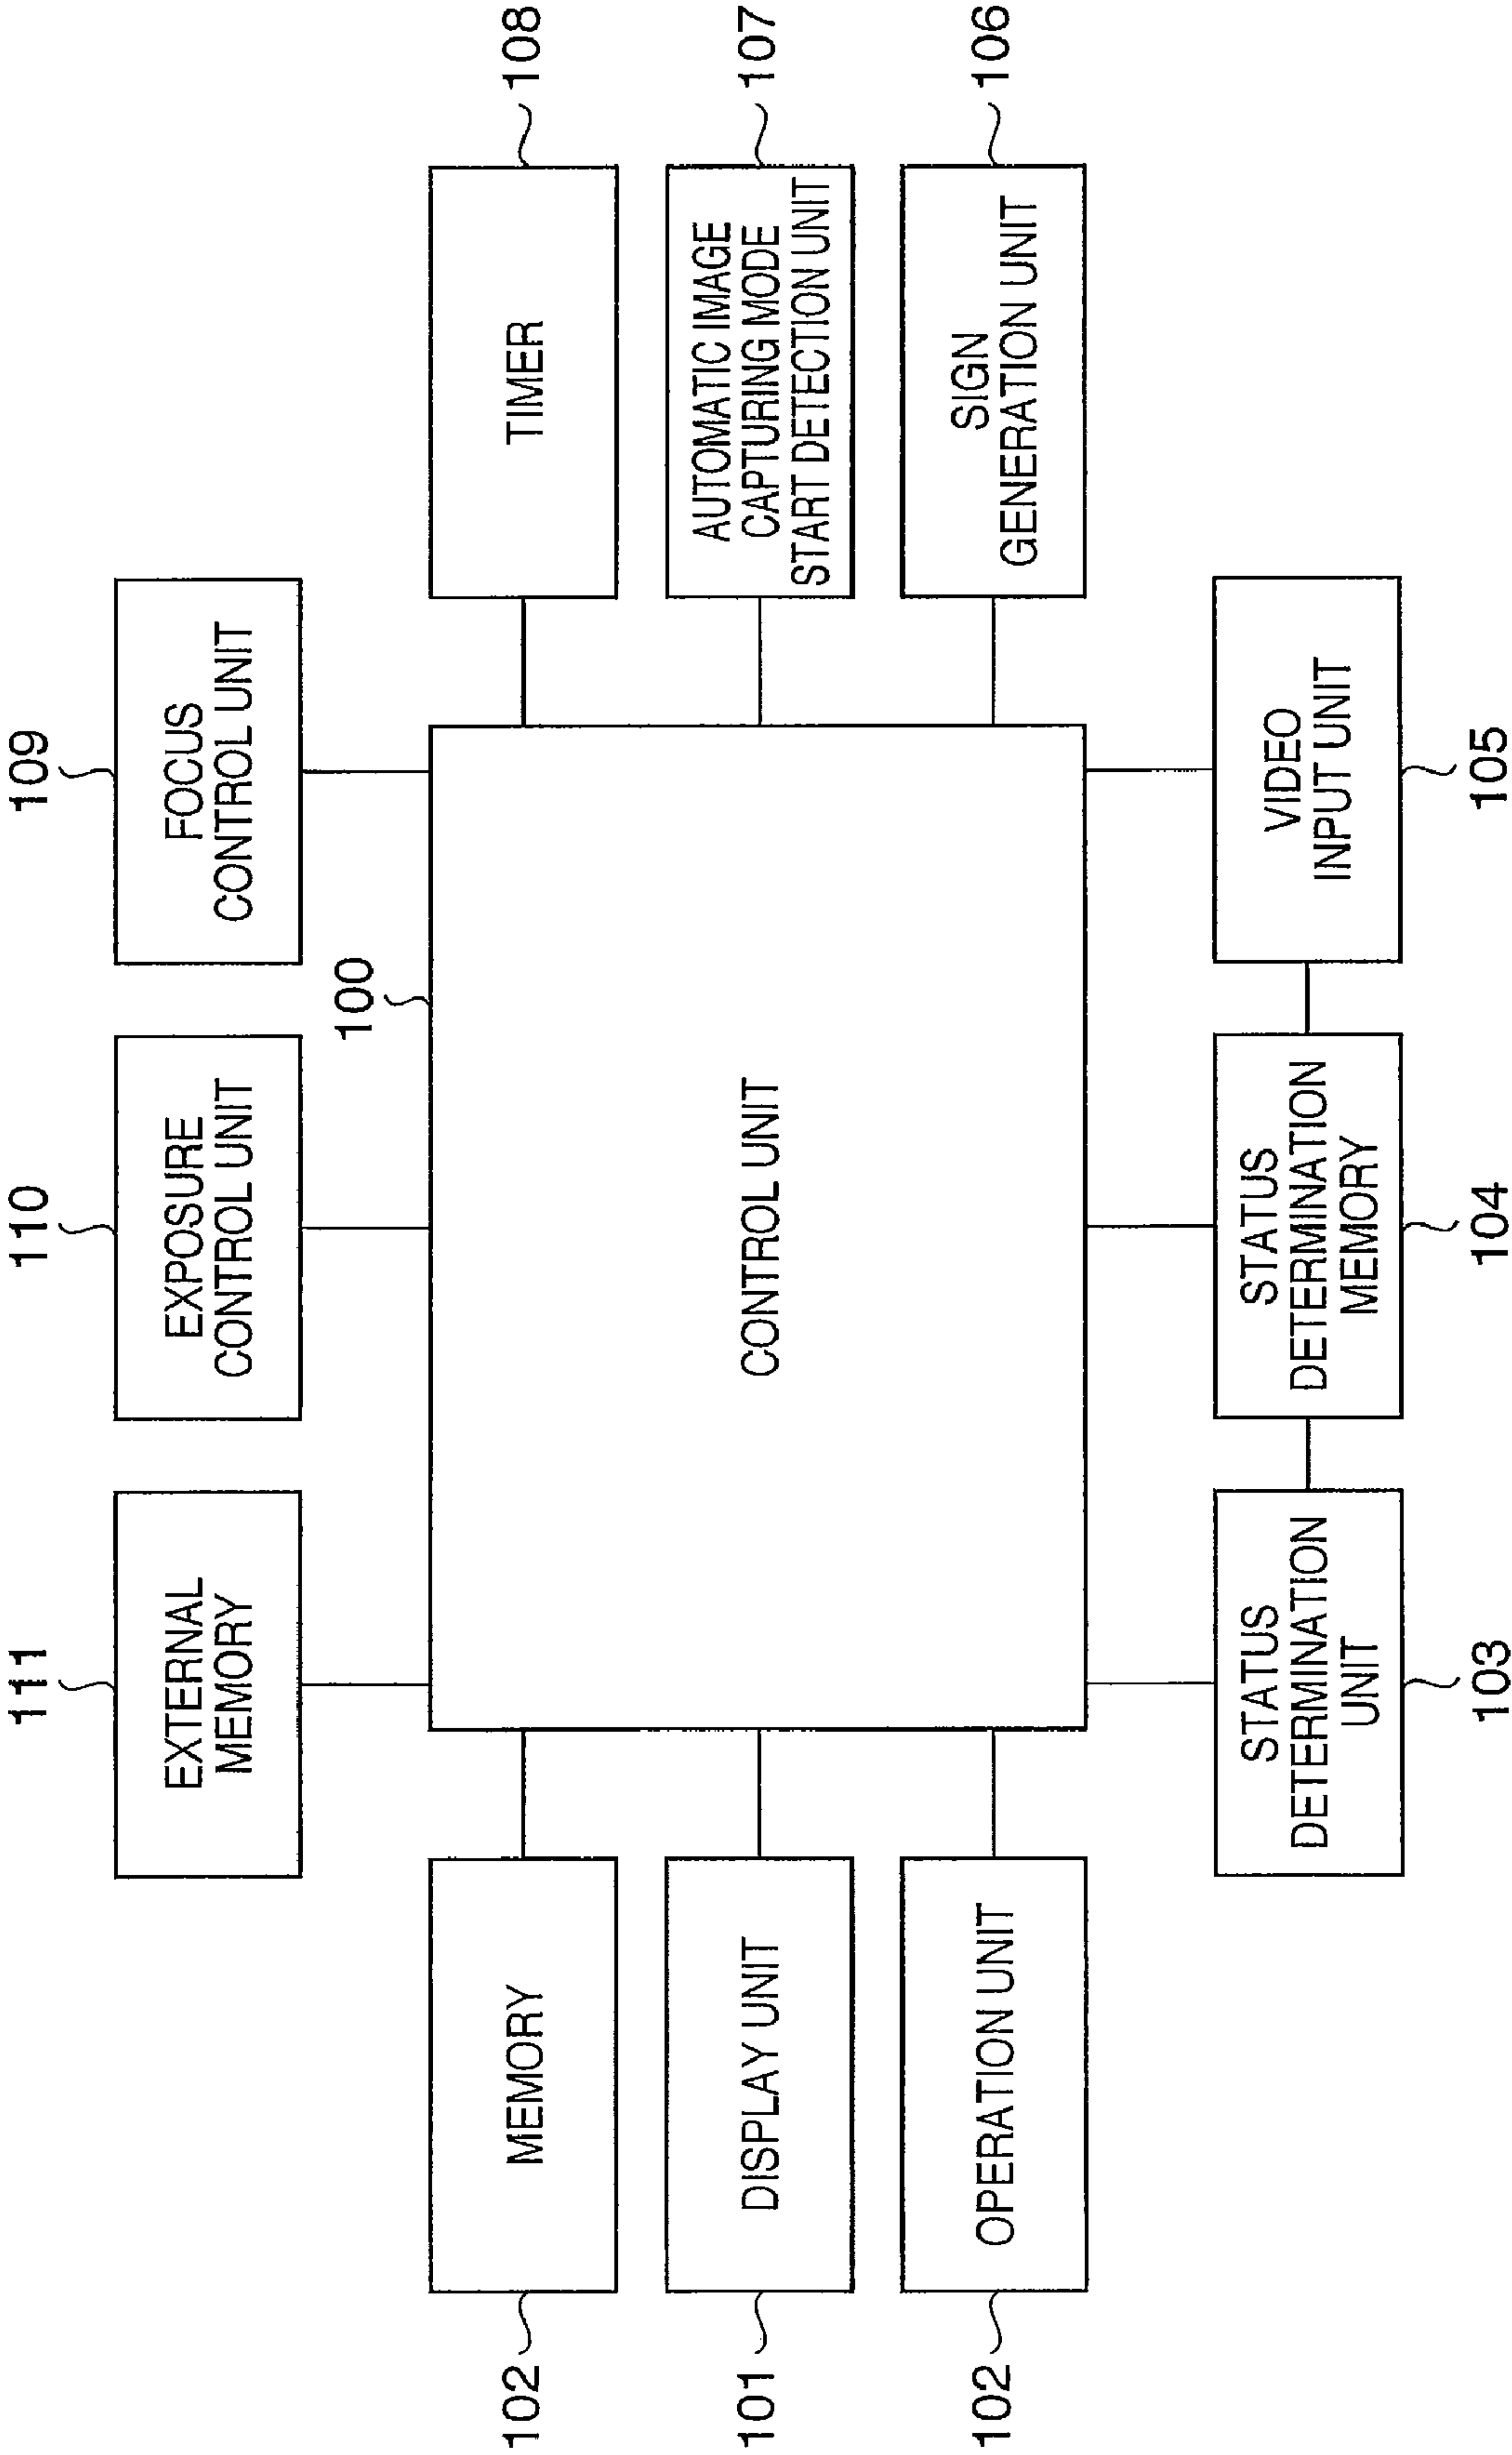 111
110
109
EXTERNAL
MEMORY
EXPOSURE
CONTROL UNIT
FOCUS
CONTROL UNIT
100
102
MEMORY
TIMER
108
101
DISPLAY UNIT
CONTROL UNIT
AUTOMATIC IMAGE
CAPTURING MODE
START DETECTION UNIT
107
102
OPERATION UNIT
SIGN
GENERATION UNIT
106
STATUS
DETERMINATION
UNIT
STATUS
DETERMINATION
MEMORY
VIDEO
INPUT UNIT
103
104
105